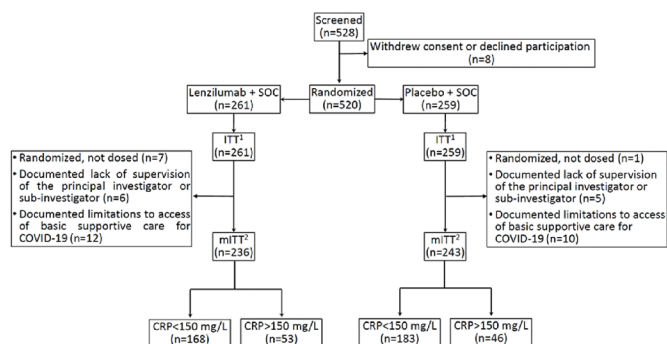 Screened
(n=528)
Withdrew consent or declined participation
(n=8)
Lenzilumab + SOC
(n=261)
Randomized
(n=520)
Placebo + SOC
(n=259)
ITT¹
(n=261)
ITT¹
(n=259)
• Randomized, not dosed (n=7)
• Documented lack of supervision
of the principal investigator or
sub-investigator (n=6)
• Documented limitations to access
of basic supportive care for
COVID-19 (n=12)
• Randomized, not dosed (n=1)
• Documented lack of supervision
of the principal investigator or
sub-investigator (n=5)
• Documented limitations to access
of basic supportive care for
COVID-19 (n=10)
mITT²
(n=236)
mITT²
(n=243)
CRP<150 mg/L
(n=168)
CRP>150 mg/L
(n=53)
CRP<150 mg/L
(n=183)
CRP>150 mg/L
(n=46)